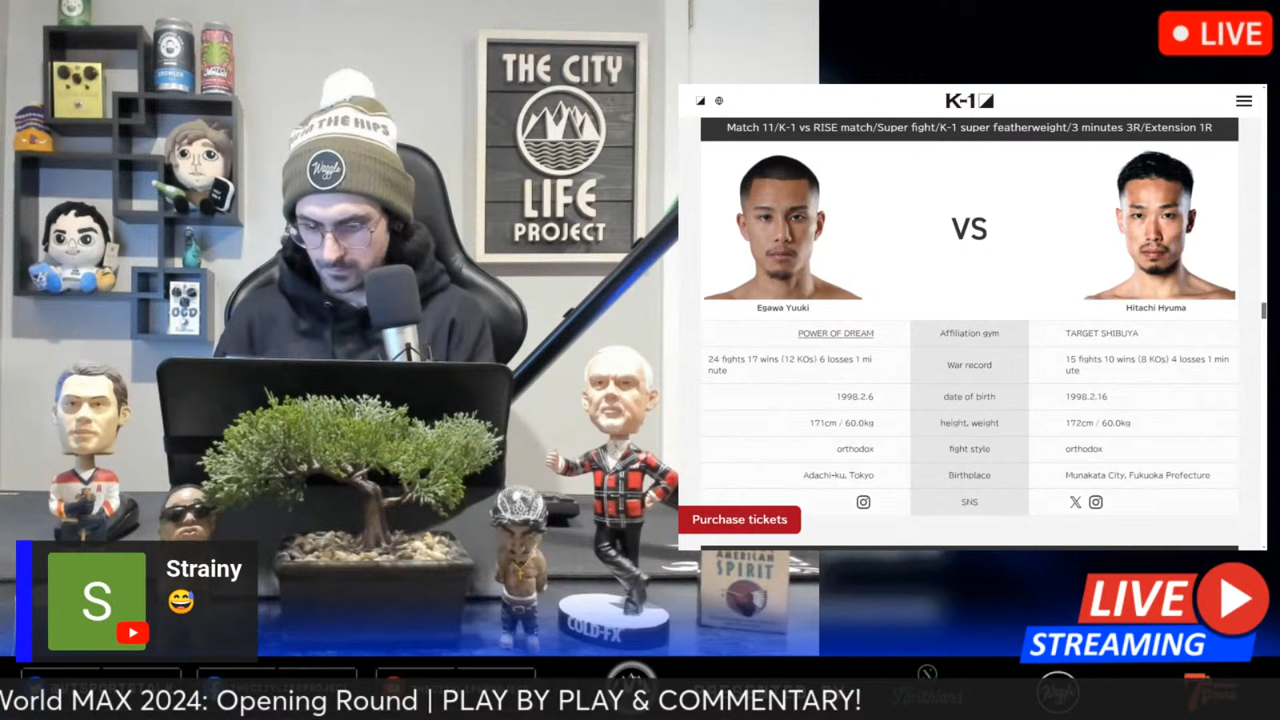 LIVE
THE CITY
LIFE
PROJECT
IN THE HIPS
Waggle
OCD
K-1
Match 11/K-1 vs RISE match/Super fight/K-1 super featherweight/3 minutes 3R/Extension 1R
VS
Egawa Yuuki
Hitachi Hyuma
POWER OF DREAM Affiliation gym TARGET SHIBUYA
24 fights 17 wins (12 KOs) 6 losses 1 mi
nute
War record
15 fights 10 wins (8 KOs) 4 losses 1 min
ute
1998.2.6 date of birth 1998.2.16
171cm / 60.0kg height, weight 172cm / 60.0kg
orthodox fight style orthodox
Adachi-ku, Tokyo Birthplace Munakata City, Fukuoka Prefecture
SNS
Purchase tickets
AMERICAN
SPIRIT
COLD-FX
S
Strainy
😅
LIVE
STREAMING
World MAX 2024: Opening Round | PLAY BY PLAY & COMMENTARY!